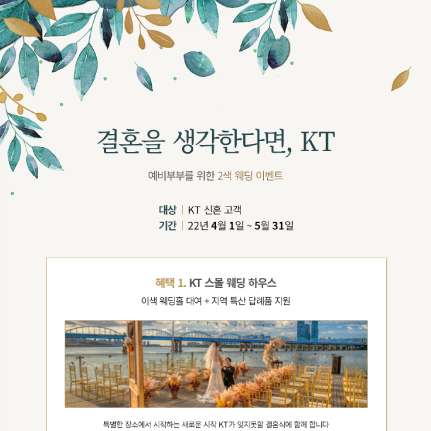 결혼을 생각한다면, KT
예비부부를 위한 2색 웨딩 이벤트
대상 | KT 신혼 고객
기간 | 22년 4월 1일 ~ 5월 31일
혜택 1. KT 스몰 웨딩 하우스
이색 웨딩홀 대여 + 지역 특산 답례품 지원
특별한 장소에서 시작하는 새로운 시작 KT가 잊지못할 결혼식에 함께 합니다